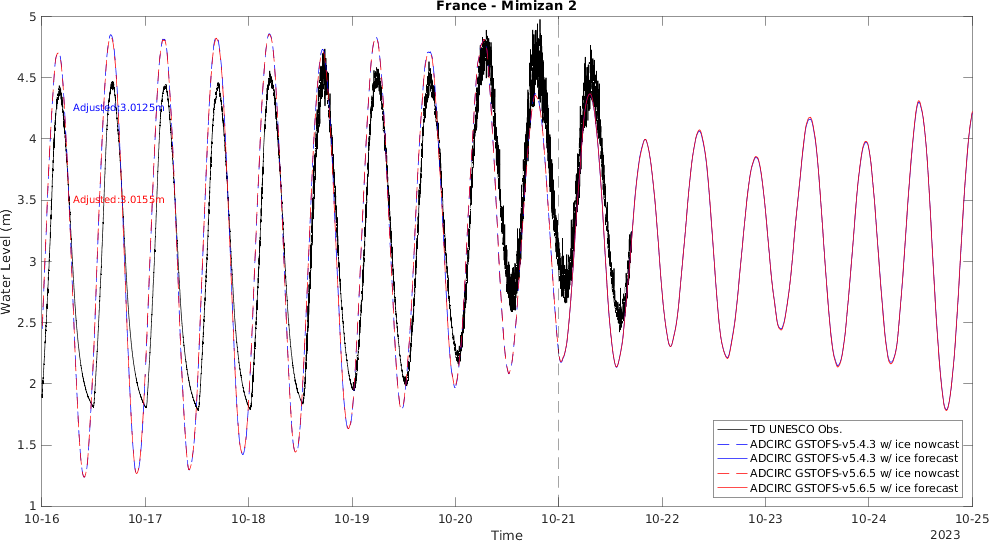 France - Mimizan 2
5
4.5
4
3.5
3
2.5
2
1.5
1
Water Level (m)
Adjusted:3.0125m
Adjusted:3.0155m
TD UNESCO Obs.
ADCIRC GSTOFS-v5.4.3 w/ ice nowcast
ADCIRC GSTOFS-v5.4.3 w/ ice forecast
ADCIRC GSTOFS-v5.6.5 w/ ice nowcast
ADCIRC GSTOFS-v5.6.5 w/ ice forecast
10-16 10-17 10-18 10-19 10-20 10-21 10-22 10-23 10-24 10-25
Time
2023